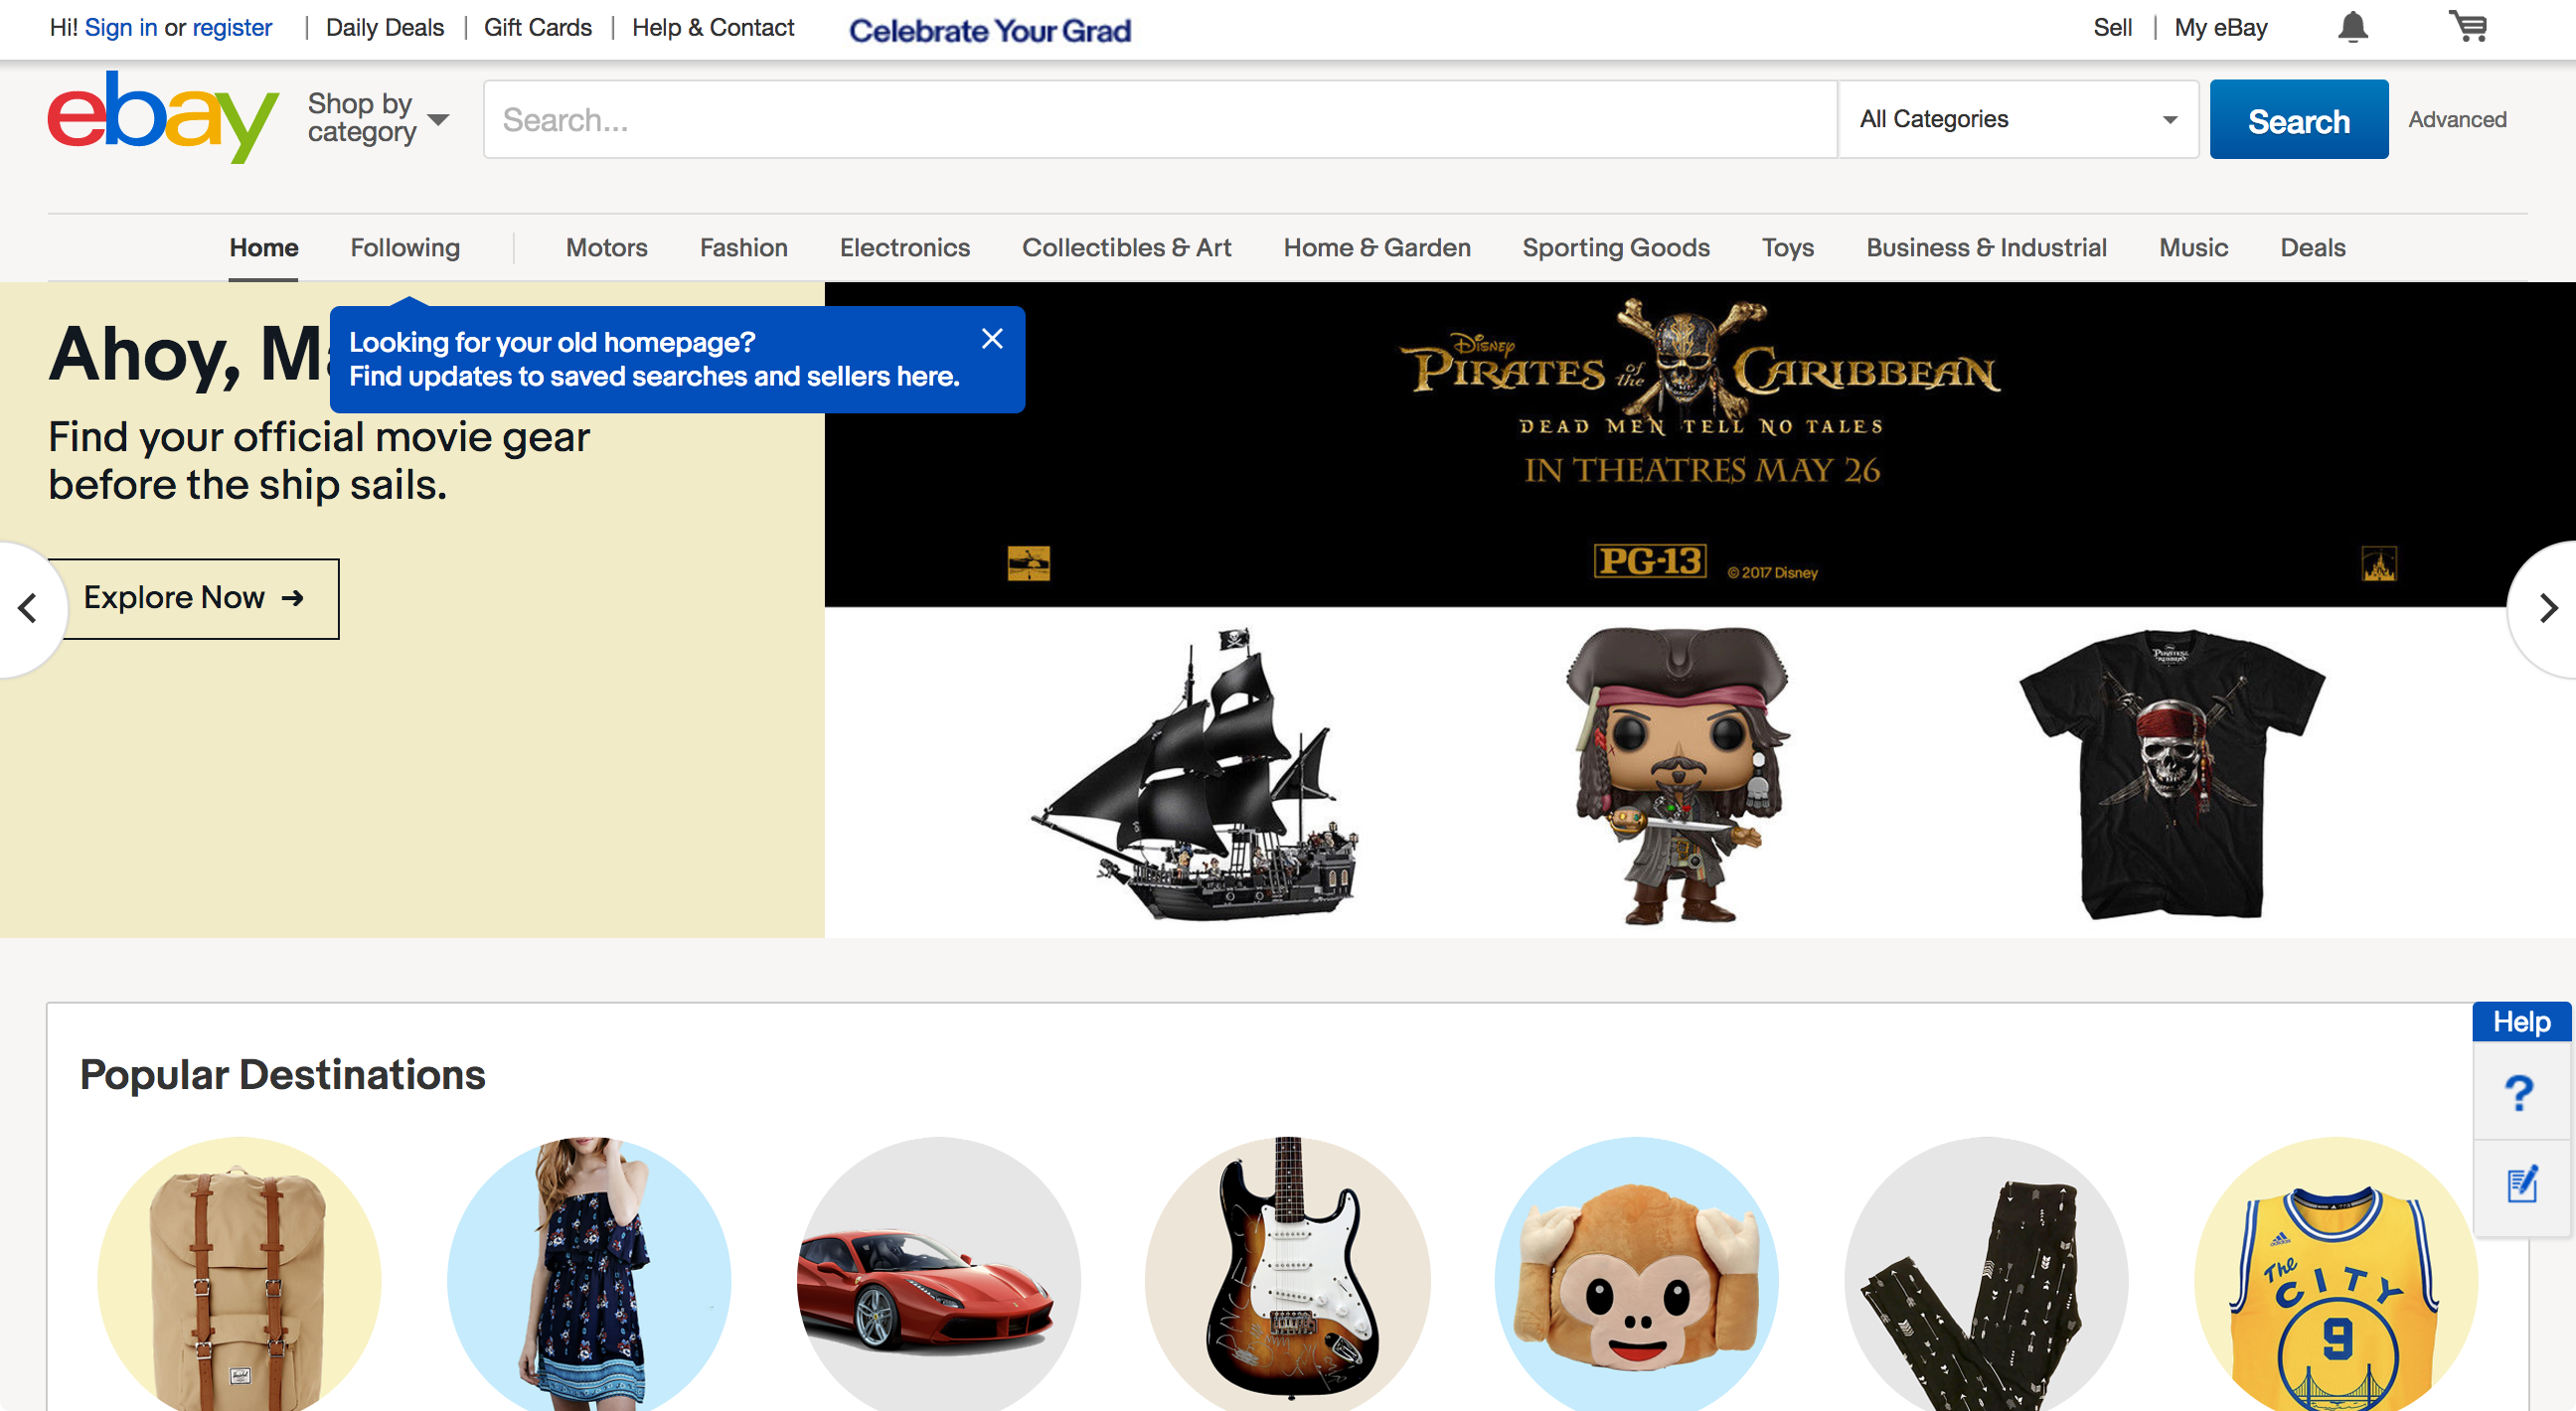 Hi! Sign in or register | Daily Deals | Gift Cards | Help & Contact
Celebrate Your Grad
Sell | My eBay
ebay
Shop by
category
Search...
All Categories
Search
Advanced
Home
Following
Motors
Fashion
Electronics
Collectibles & Art
Home & Garden
Sporting Goods
Toys
Business & Industrial
Music
Deals
Looking for your old homepage?
Find updates to saved searches and sellers here.
Ahoy,
Find your official movie gear
before the ship sails.
Explore Now →
DISNEY
PIRATES of the CARIBBEAN
DEAD MEN TELL NO TALES
IN THEATRES MAY 26
PG-13
© 2017 Disney
PIRATES
Help
?
Popular Destinations
adidas
The
CITY
9